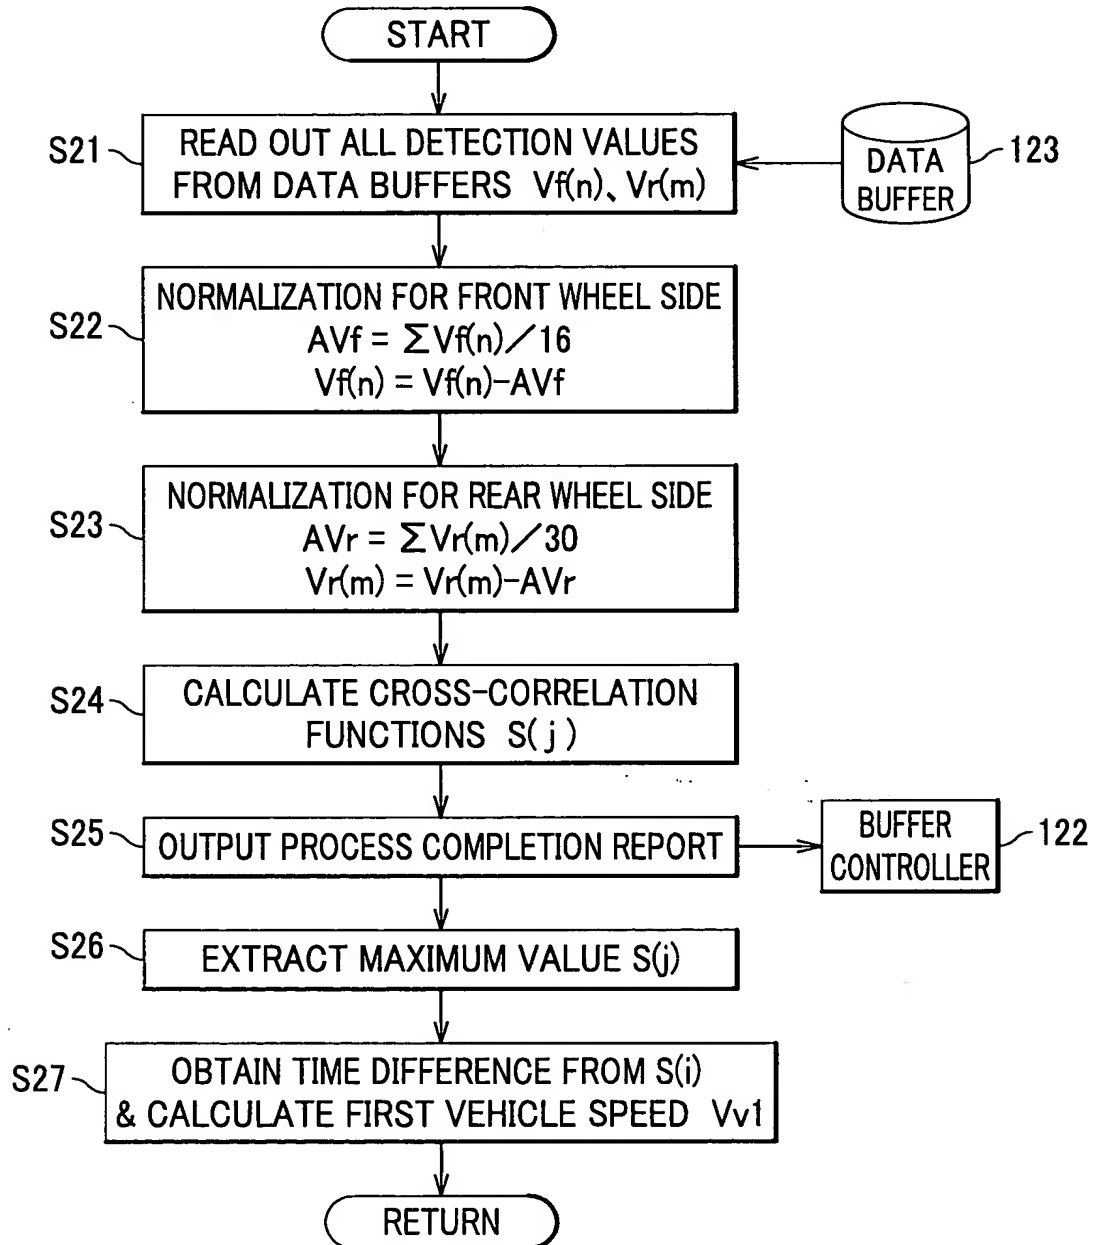 START
S21
READ OUT ALL DETECTION VALUES
FROM DATA BUFFERS Vf(n)、Vr(m)
DATA
BUFFER
123
S22
NORMALIZATION FOR FRONT WHEEL SIDE
AVf = ΣVf(n)／16
Vf(n) = Vf(n)-AVf
S23
NORMALIZATION FOR REAR WHEEL SIDE
AVr = ΣVr(m)／30
Vr(m) = Vr(m)-AVr
S24
CALCULATE CROSS-CORRELATION
FUNCTIONS S( j )
S25
OUTPUT PROCESS COMPLETION REPORT
BUFFER
CONTROLLER
122
S26
EXTRACT MAXIMUM VALUE S(j)
S27
OBTAIN TIME DIFFERENCE FROM S(i)
& CALCULATE FIRST VEHICLE SPEED Vv1
RETURN